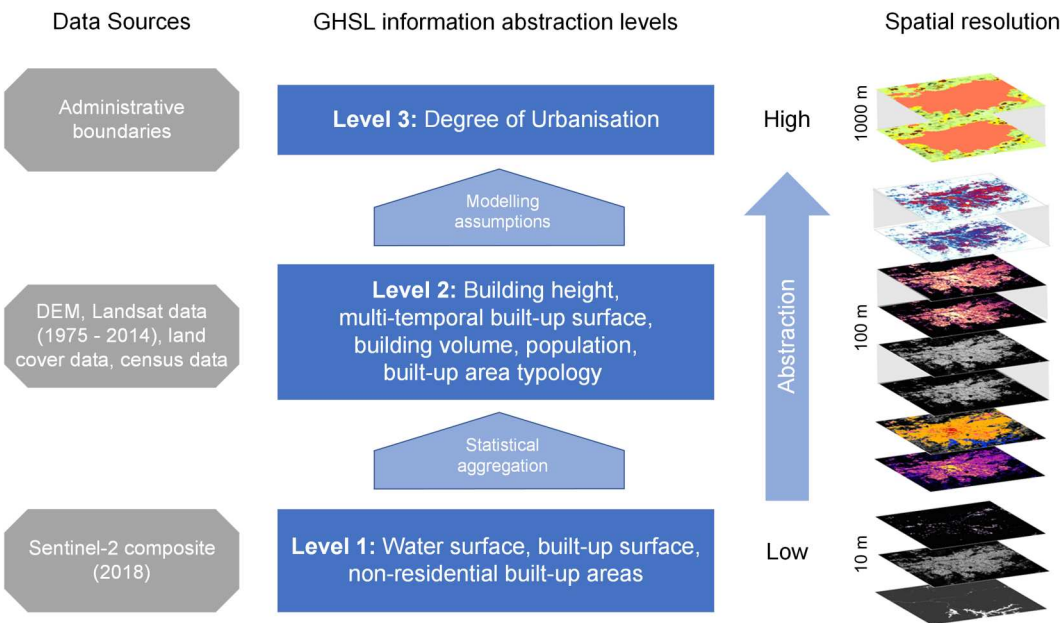 Data Sources
GHSL information abstraction levels
Spatial resolution
Administrative
boundaries
Level 3: Degree of Urbanisation
High
1000 m
Modelling
assumptions
DEM, Landsat data
(1975 - 2014), land
cover data, census data
Level 2: Building height,
multi-temporal built-up surface,
building volume, population,
built-up area typology
Abstraction
100 m
Statistical
aggregation
Sentinel-2 composite
(2018)
Level 1: Water surface, built-up surface,
non-residential built-up areas
Low
10 m